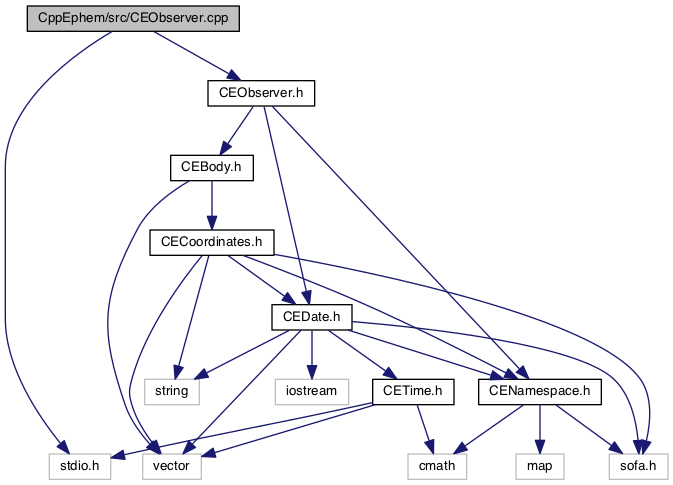 CppEphem/src/CEObserver.cpp
CEObserver.h
CEBody.h
CECoordinates.h
CEDate.h
string
iostream
CETime.h
CENamespace.h
stdio.h
vector
cmath
map
sofa.h